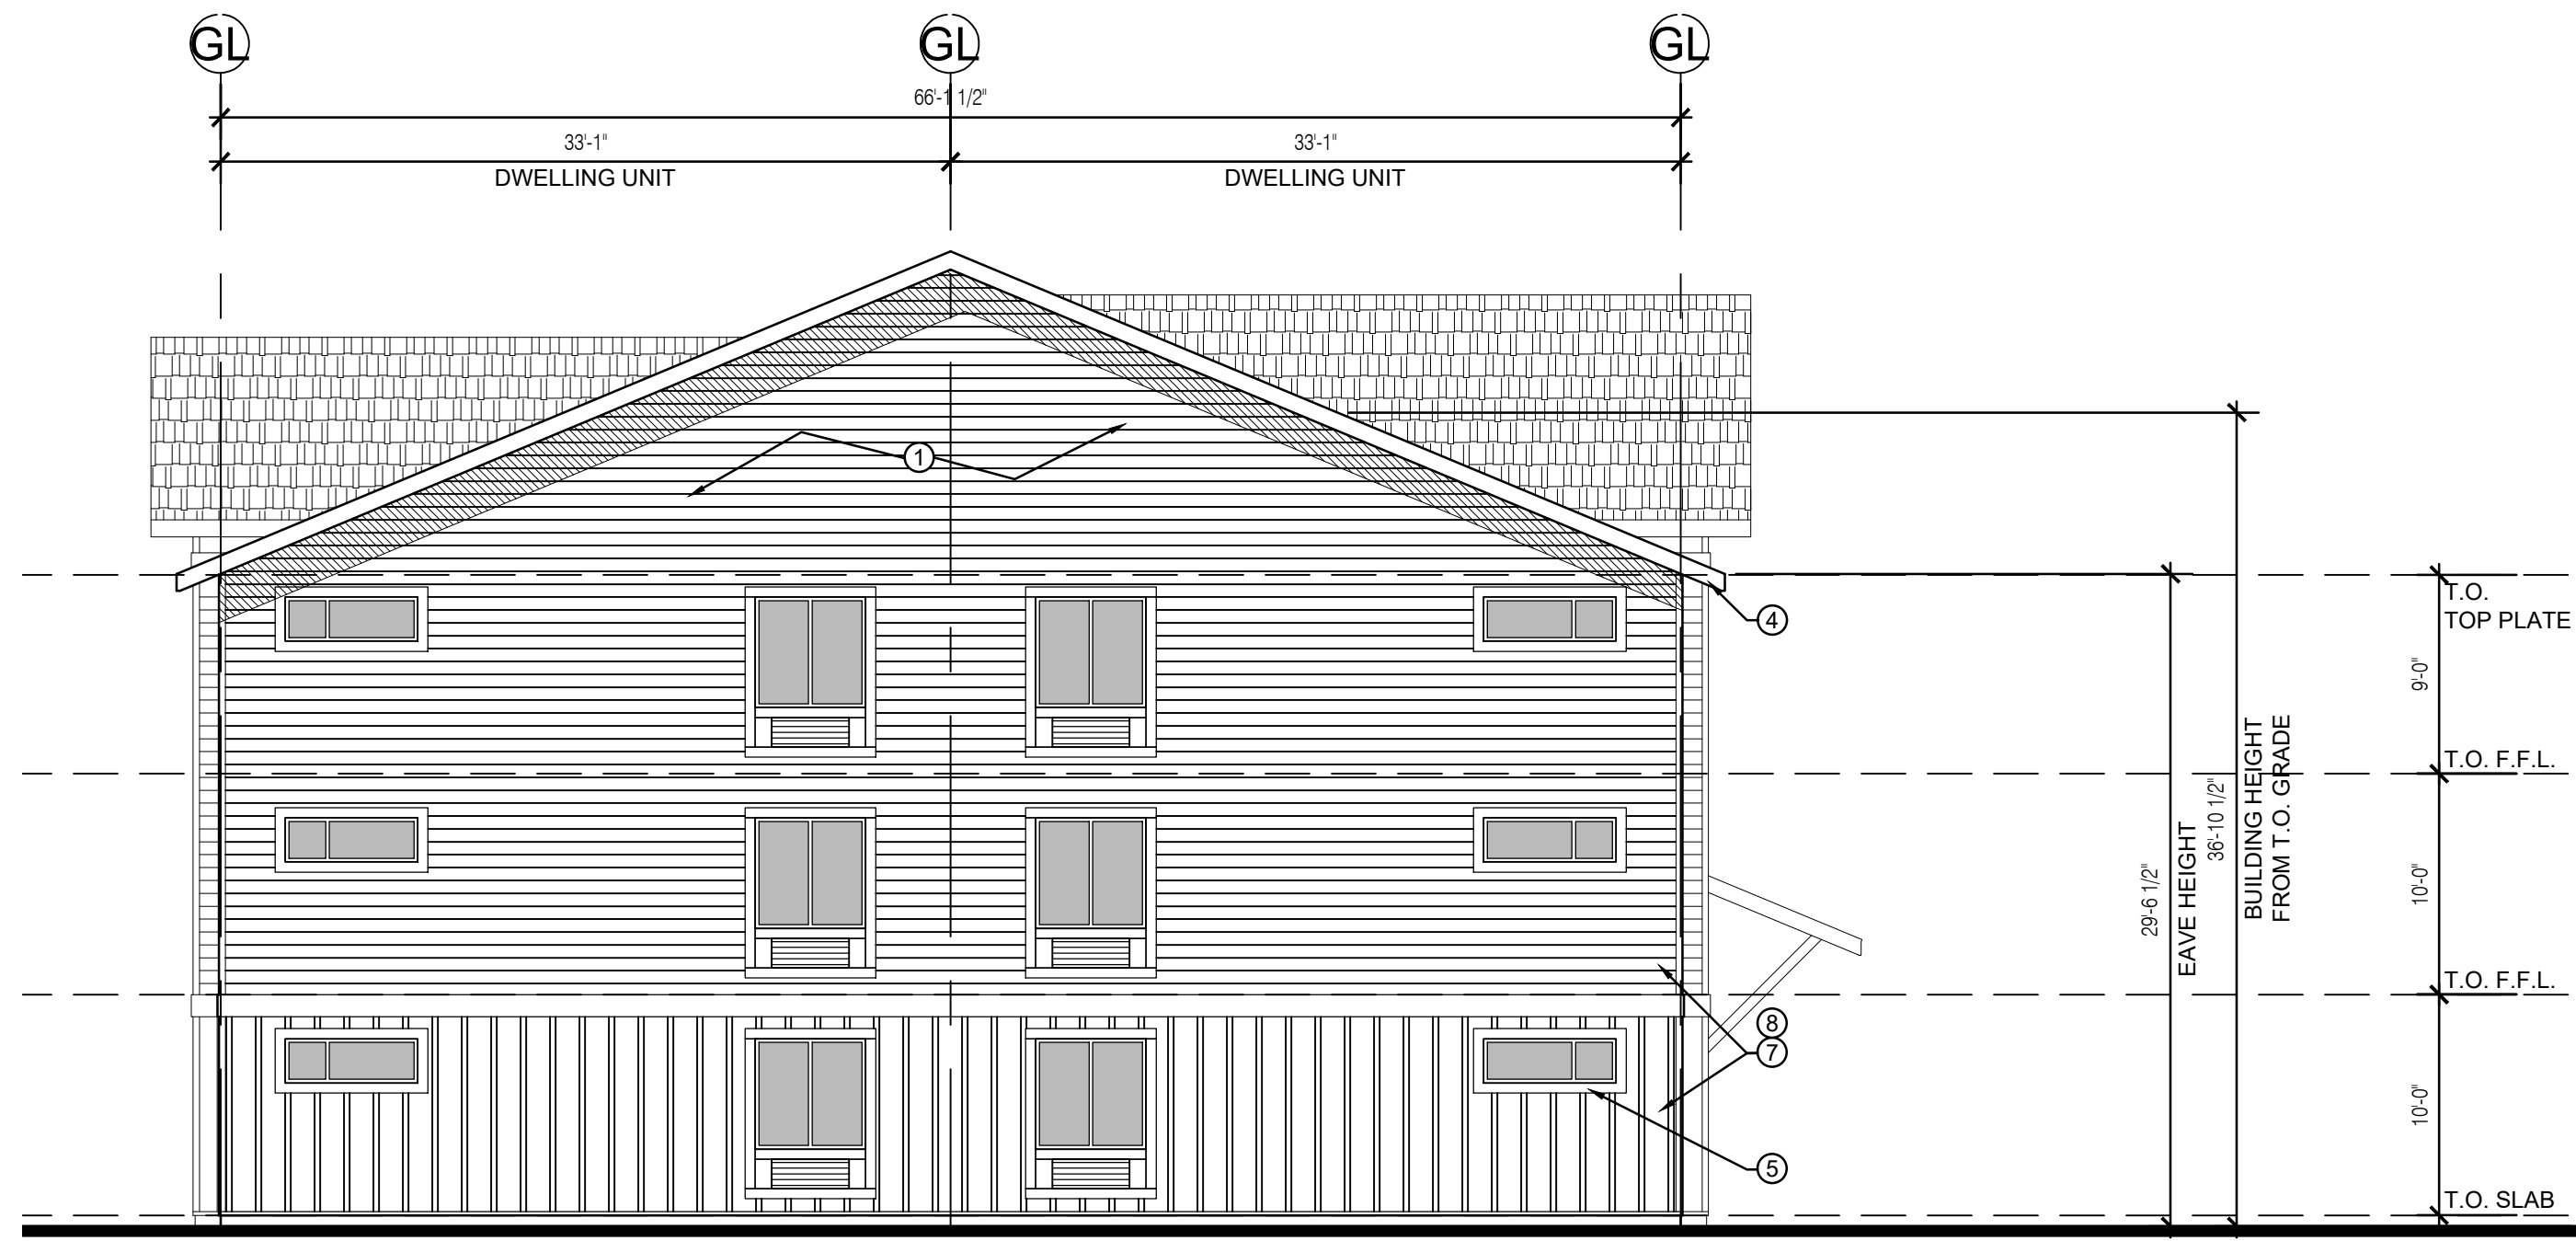 GL GL GL
66'-1 1/2"
33'-1" 33'-1"
DWELLING UNIT DWELLING UNIT
1
4
T.O.
TOP PLATE
9'-0"
T.O. F.F.L.
36'-10 1/2"
BUILDING HEIGHT
FROM T.O. GRADE
29'-6 1/2"
EAVE HEIGHT
10'-0"
T.O. F.F.L.
8
7
10'-0"
5
T.O. SLAB